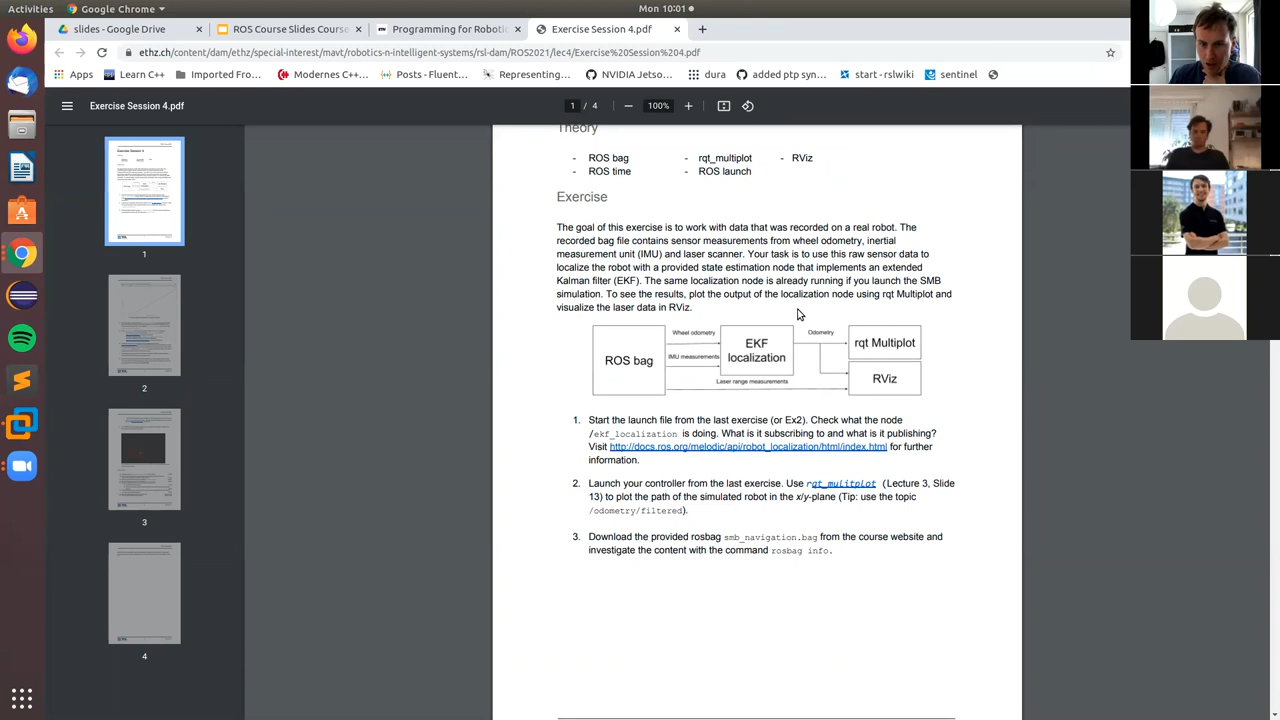 Activities
Google Chrome
Mon 10:01
slides - Google Drive
ROS Course Slides Course
Programming for Roboti
Exercise Session 4.pdf
ethz.ch/content/dam/ethz/special-interest/mavt/robotics-n-intelligent-systems/rsl-dam/ROS2021/lec4/Exercise%20Session%204.pdf
Apps
Learn C++
Imported Fro...
Modernes C++...
Posts - Fluent...
Representing...
NVIDIA Jetso...
dura
added ptp syn...
start - rslwiki
sentinel
Exercise Session 4.pdf
1 / 4
100%
1
2
3
4
Theory
- ROS bag - rqt_multiplot - RViz
- ROS time - ROS launch
Exercise
The goal of this exercise is to work with data that was recorded on a real robot. The
recorded bag file contains sensor measurements from wheel odometry, inertial
measurement unit (IMU) and laser scanner. Your task is to use this raw sensor data to
localize the robot with a provided state estimation node that implements an extended
Kalman filter (EKF). The same localization node is already running if you launch the SMB
simulation. To see the results, plot the output of the localization node using rqt Multiplot and
visualize the laser data in RViz.
ROS bag
Wheel odometry
IMU measurements
Laser range measurements
EKF
localization
Odometry
rqt Multiplot
RViz
1. Start the launch file from the last exercise (or Ex2). Check what the node
/ekf_localization is doing. What is it subscribing to and what is it publishing?
Visit http://docs.ros.org/melodic/api/robot_localization/html/index.html for further
information.
2. Launch your controller from the last exercise. Use rqt_mulitplot (Lecture 3, Slide
13) to plot the path of the simulated robot in the x/y-plane (Tip: use the topic
/odometry/filtered).
3. Download the provided rosbag smb_navigation.bag from the course website and
investigate the content with the command rosbag info.